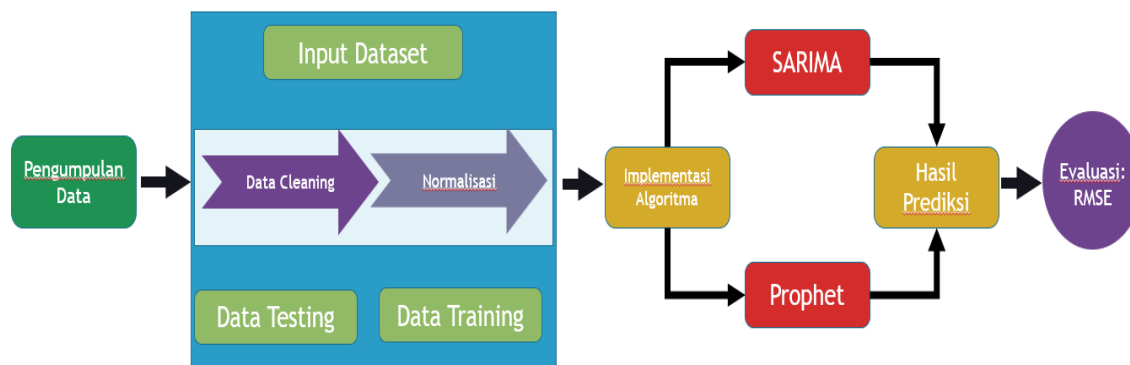 Pengumpulan
Data
Input Dataset
Data Cleaning
Normalisasi
Data Testing
Data Training
Implementasi
Algoritma
SARIMA
Prophet
Hasil
Prediksi
Evaluasi:
RMSE